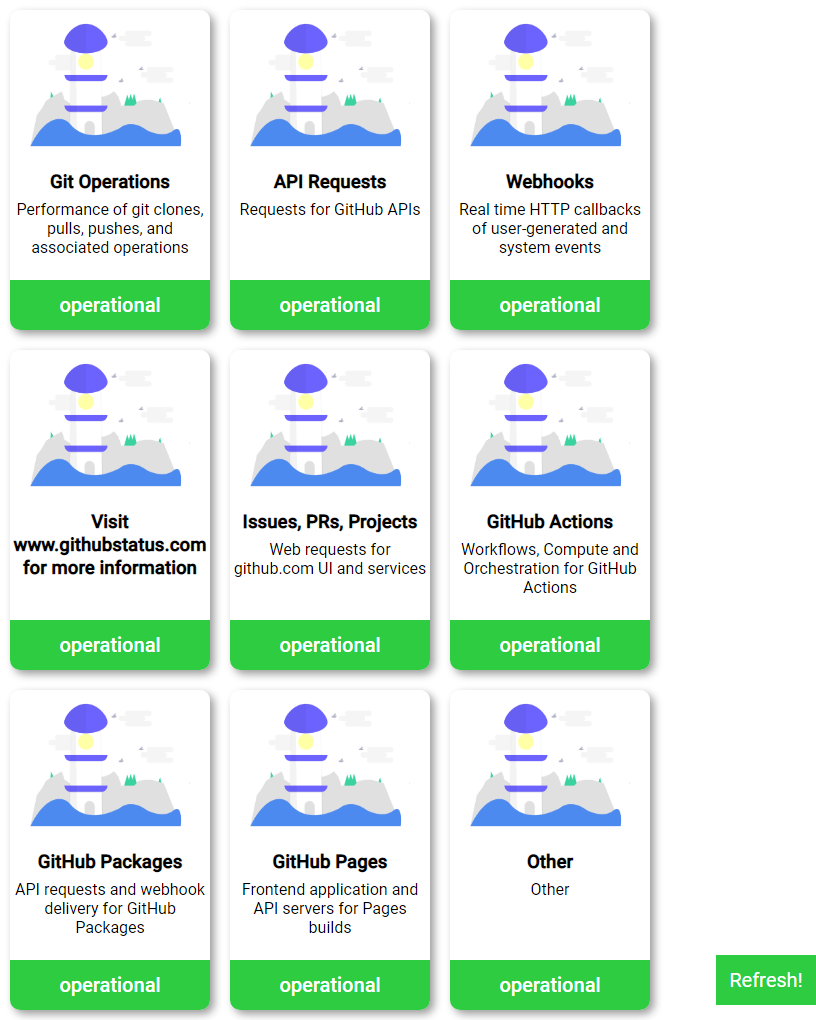 Git Operations
Performance of git clones,
pulls, pushes, and
associated operations
operational
API Requests
Requests for GitHub APIs
operational
Webhooks
Real time HTTP callbacks
of user-generated and
system events
operational
Visit
www.githubstatus.com
for more information
operational
Issues, PRs, Projects
Web requests for
github.com UI and services
operational
GitHub Actions
Workflows, Compute and
Orchestration for GitHub
Actions
operational
GitHub Packages
API requests and webhook
delivery for GitHub
Packages
operational
GitHub Pages
Frontend application and
API servers for Pages
builds
operational
Other
Other
operational
Refresh!